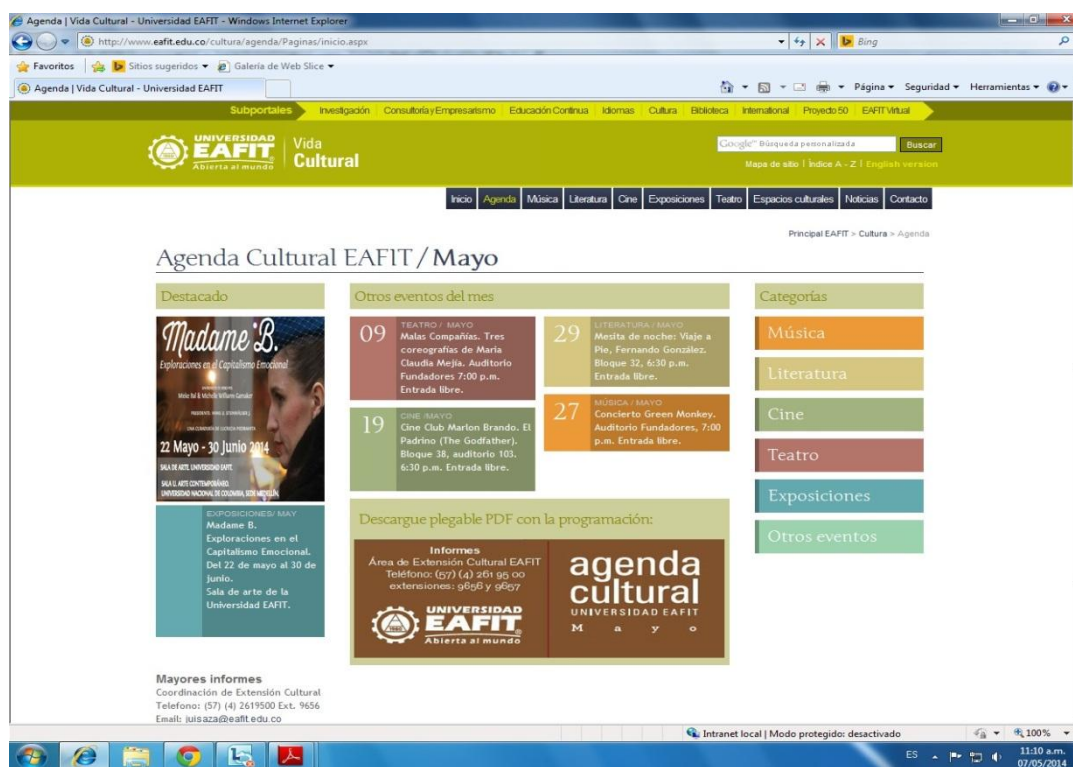 Agenda | Vida Cultural - Universidad EAFIT - Windows Internet Explorer
http://www.eafit.edu.co/cultura/agenda/Paginas/inicio.aspx
Bing
Favoritos Sitios sugeridos Galería de Web Slice
Agenda | Vida Cultural - Universidad EAFIT
Página Seguridad Herramientas
Subportales Investigación Consultoría y Empresarismo Educación Continua Idiomas Cultura Biblioteca International Proyecto 50 EAFIT Virtual
UNIVERSIDAD
EAFIT
Abierta al mundo
Vida
Cultural
Google™ Búsqueda personalizada Buscar
Mapa de sitio | Índice A - Z | English version
Inicio Agenda Música Literatura Cine Exposiciones Teatro Espacios culturales Noticias Contacto
Principal EAFIT > Cultura > Agenda
Agenda Cultural EAFIT / Mayo
Destacado
Madame B.
Exploraciones en el Capitalismo Emocional
22 Mayo - 30 Junio 2014
SALA DE ARTE. UNIVERSIDAD EAFIT.
SALA U. ARTE CONTEMPORÁNEO.
UNIVERSIDAD NACIONAL DE COLOMBIA, SEDE MEDELLÍN.
EXPOSICIONES/ MAY
Madame B.
Exploraciones en el
Capitalismo Emocional.
Del 22 de mayo al 30 de
junio.
Sala de arte de la
Universidad EAFIT.
Otros eventos del mes
09
TEATRO / MAYO
Malas Compañías. Tres
coreografías de Maria
Claudia Mejía. Auditorio
Fundadores 7:00 p.m.
Entrada libre.
29
LITERATURA / MAYO
Mesita de noche: Viaje a
Pie, Fernando González.
Bloque 32, 6:30 p.m.
Entrada libre.
19
CINE /MAYO
Cine Club Marlon Brando. El
Padrino (The Godfather).
Bloque 38, auditorio 103.
6:30 p.m. Entrada libre.
27
MÚSICA / MAYO
Concierto Green Monkey.
Auditorio Fundadores, 7:00
p.m. Entrada libre.
Descargue plegable PDF con la programación:
Informes
Área de Extensión Cultural EAFIT
Teléfono: (57) (4) 261 95 00
extensiones: 9656 y 9657
UNIVERSIDAD
EAFIT
Abierta al mundo
agenda
cultural
UNIVERSIDAD EAFIT
Mayo
Categorías
Música
Literatura
Cine
Teatro
Exposiciones
Otros eventos
Mayores informes
Coordinación de Extensión Cultural
Telefono: (57) (4) 2619500 Ext. 9656
Email: juisaza@eafit.edu.co
Intranet local | Modo protegido: desactivado 100%
ES 11:10 a.m.
07/05/2014